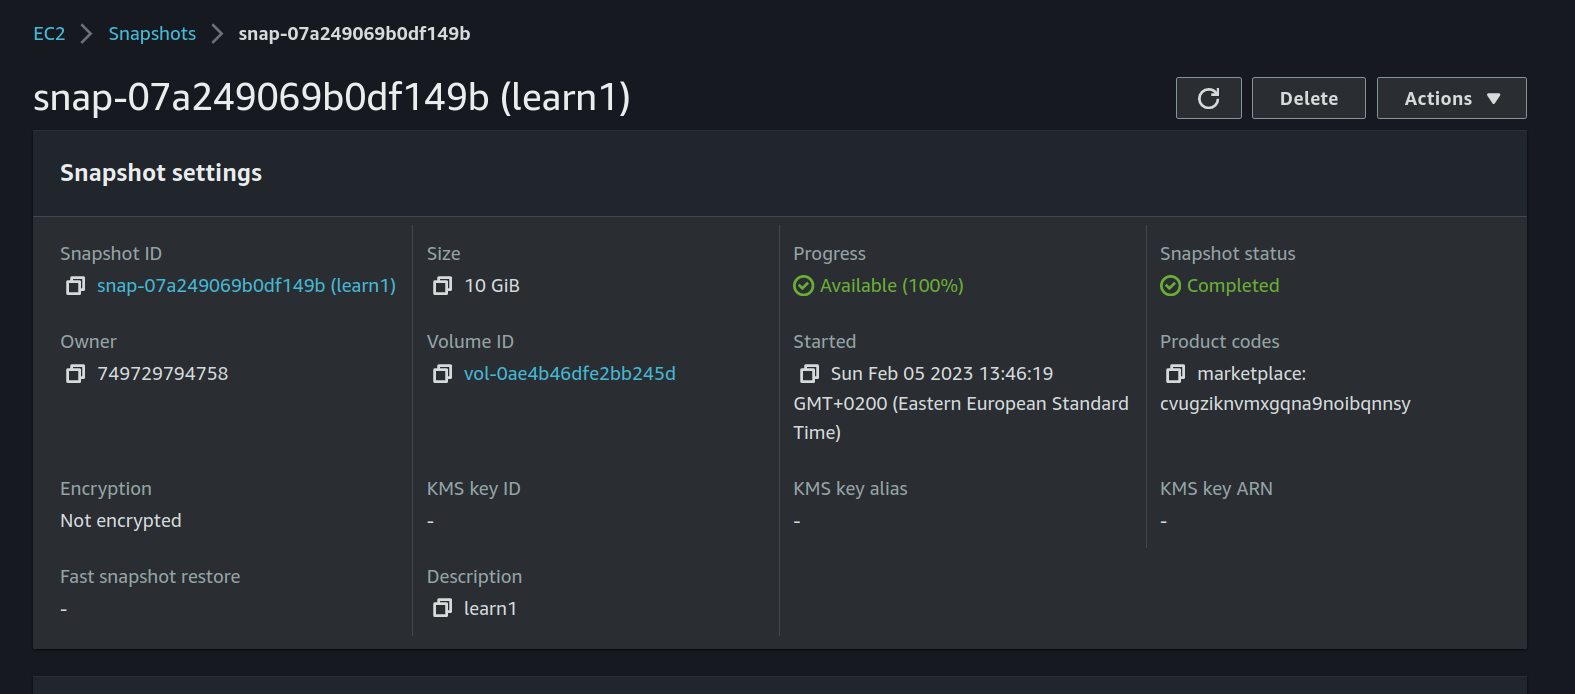 EC2 > Snapshots > snap-07a249069b0df149b
snap-07a249069b0df149b (learn1)
Delete
Actions
Snapshot settings
Snapshot ID
snap-07a249069b0df149b (learn1)
Size
10 GiB
Progress
Available (100%)
Snapshot status
Completed
Owner
749729794758
Volume ID
vol-0ae4b46dfe2bb245d
Started
Sun Feb 05 2023 13:46:19
GMT+0200 (Eastern European Standard
Time)
Product codes
marketplace:
cvugziknvmxgqna9noibqnnsy
Encryption
Not encrypted
KMS key ID
-
KMS key alias
-
KMS key ARN
-
Fast snapshot restore
-
Description
learn1